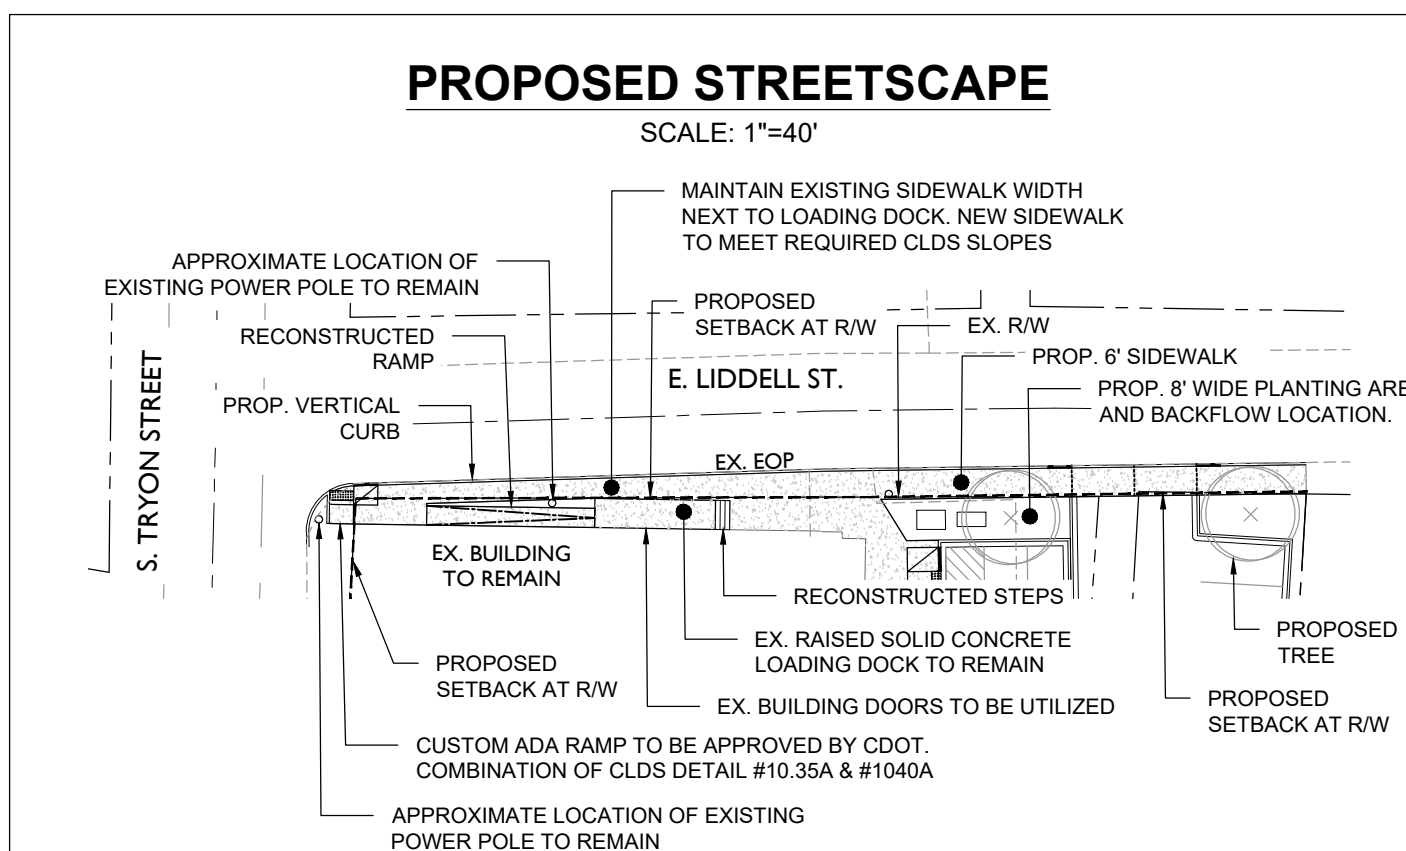 PROPOSED STREETSCAPE
SCALE: 1"=40'
MAINTAIN EXISTING SIDEWALK WIDTH
NEXT TO LOADING DOCK. NEW SIDEWALK
TO MEET REQUIRED CLDS SLOPES
APPROXIMATE LOCATION OF
EXISTING POWER POLE TO REMAIN
PROPOSED
SETBACK AT R/W
EX. R/W
RECONSTRUCTED
RAMP
PROP. 6' SIDEWALK
E. LIDDELL ST.
PROP. 8' WIDE PLANTING ARE
AND BACKFLOW LOCATION.
PROP. VERTICAL
CURB
S. TRYON STREET
EX. EOP
EX. BUILDING
TO REMAIN
RECONSTRUCTED STEPS
EX. RAISED SOLID CONCRETE
LOADING DOCK TO REMAIN
PROPOSED
TREE
PROPOSED
SETBACK AT R/W
EX. BUILDING DOORS TO BE UTILIZED
PROPOSED
SETBACK AT R/W
CUSTOM ADA RAMP TO BE APPROVED BY CDOT.
COMBINATION OF CLDS DETAIL #10.35A & #1040A
APPROXIMATE LOCATION OF EXISTING
POWER POLE TO REMAIN